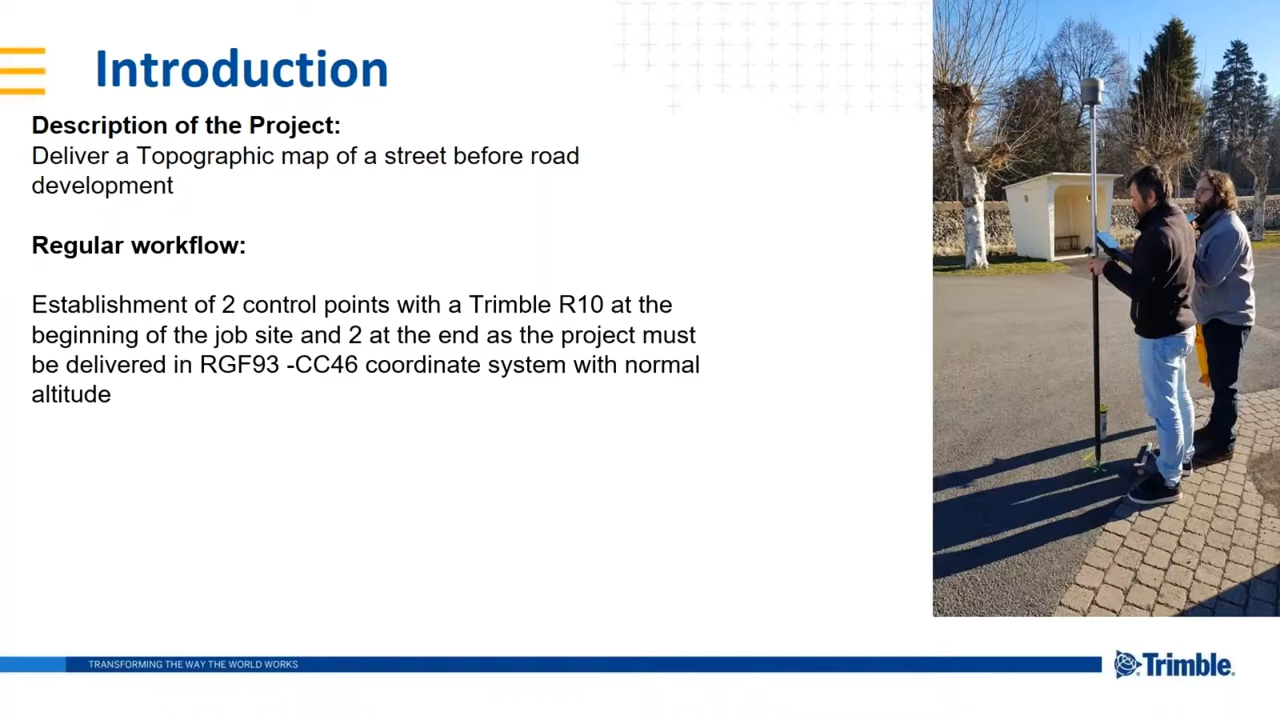 Introduction
Description of the Project:
Deliver a Topographic map of a street before road
development
Regular workflow:
Establishment of 2 control points with a Trimble R10 at the
beginning of the job site and 2 at the end as the project must
be delivered in RGF93 -CC46 coordinate system with normal
altitude
TRANSFORMING THE WAY THE WORLD WORKS
Trimble.